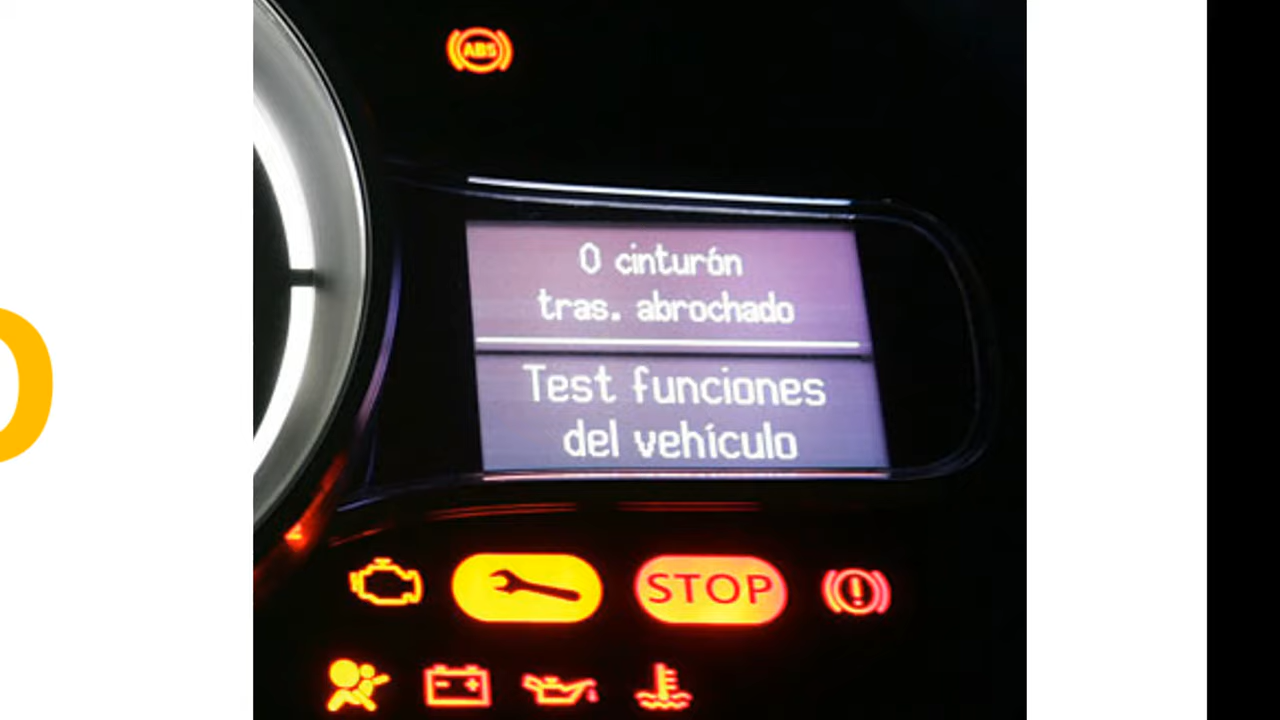 ABS
0 cinturón
tras. abrochado
Test funciones
del vehículo
STOP